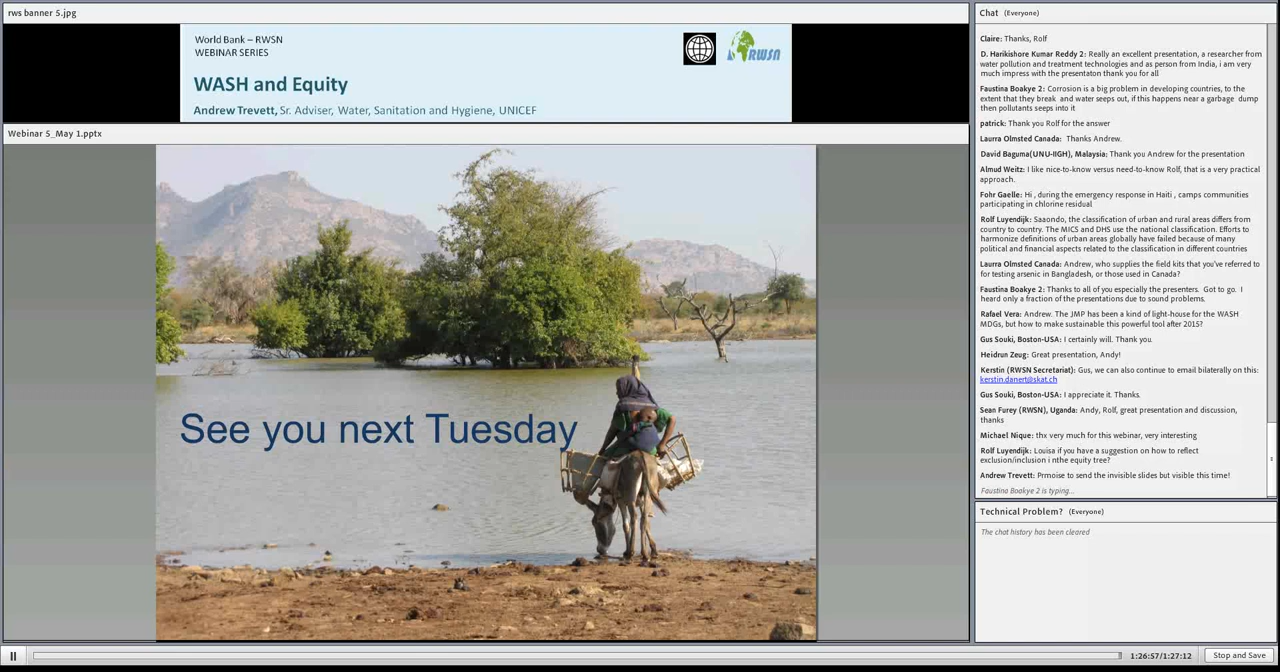 rws banner 5.jpg
World Bank – RWSN
WEBINAR SERIES
RWSN
WASH and Equity
Andrew Trevett, Sr. Adviser, Water, Sanitation and Hygiene, UNICEF
Webinar 5_May 1.pptx
See you next Tuesday
Chat (Everyone)
Claire: Thanks, Rolf
D. Harikishore Kumar Reddy 2: Really an excellent presentation, a researcher from
water pollution and treatment technologies and as person from India, i am very
much impress with the presentaton thank you for all
Faustina Boakye 2: Corrosion is a big problem in developing countries, to the
extent that they break and water seeps out, if this happens near a garbage dump
then pollutants seeps into it
patrick: Thank you Rolf for the answer
Laurra Olmsted Canada: Thanks Andrew.
David Baguma(UNU-IIGH), Malaysia: Thank you Andrew for the presentation
Almud Weitz: I like nice-to-know versus need-to-know Rolf, that is a very practical
approach.
Fohr Gaelle: Hi , during the emergency response in Haiti , camps communities
participating in chlorine residual
Rolf Luyendijk: Saaondo, the classification of urban and rural areas differs from
country to country. The MICS and DHS use the national classification. Efforts to
harmonize definitions of urban areas globally have failed because of many
political and financial aspects related to the classification in different countries
Laurra Olmsted Canada: Andrew, who supplies the field kits that you've referred to
for testing arsenic in Bangladesh, or those used in Canada?
Faustina Boakye 2: Thanks to all of you especially the presenters. Got to go. I
heard only a fraction of the presentations due to sound problems.
Rafael Vera: Andrew. The JMP has been a kind of light-house for the WASH
MDGs, but how to make sustainable this powerful tool after 2015?
Gus Souki, Boston-USA: I certainly will. Thank you.
Heidrun Zeug: Great presentation, Andy!
Kerstin (RWSN Secretariat): Gus, we can also continue to email bilaterally on this:
kerstin.danert@skat.ch
Gus Souki, Boston-USA: I appreciate it. Thanks.
Sean Furey (RWSN), Uganda: Andy, Rolf, great presentation and discussion,
thanks
Michael Nique: thx very much for this webinar, very interesting
Rolf Luyendijk: Louisa if you have a suggestion on how to reflect
exclusion/inclusion i nthe equity tree?
Andrew Trevett: Prmoise to send the invisible slides but visible this time!
Faustina Boakye 2 is typing...
Technical Problem? (Everyone)
The chat history has been cleared
1:26:57/1:27:12
Stop and Save